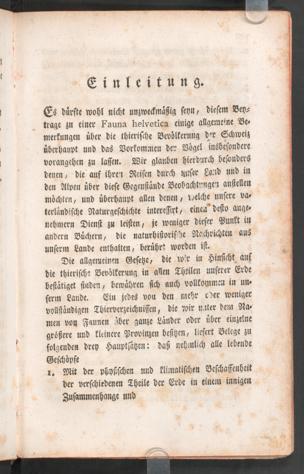 Einleitung.
Es dürfte wohl nicht unzweckmäßig seyn, diesem Bey-
trage zu einer Fauna helvetica einige allgemeine Be-
merkungen über die thierische Bevölkerung der Schweiz
überhaupt und das Vorkommen der Vögel insbesondere
vorangehen zu lassen. Wir glauben hierdurch besonders
denen, die auf ihren Reisen durch unser Land und in
den Alpen über diese Gegenstände Beobachtungen anstellen
möchten, und überhaupt allen denen, welche unsere va-
terländische Naturgeschichte interessirt, einen desto ange-
nehmern Dienst zu leisten, je weniger dieser Punkt in
andern Büchern, die naturhistorische Nachrichten aus
unserm Lande enthalten, berührt worden ist.
Die allgemeinen Gesetze, die wir in Hinsicht auf
die thierische Bevölkerung in allen Theilen unserer Erde
bestätiget finden, bewähren sich auch vollkommen in un-
serm Lande. Ein jedes von den mehr oder weniger
vollständigen Thierverzeichnissen, die wir unter dem Na-
men von Faunen über ganze Länder oder über einzelne
größere und kleinere Provinzen besitzen, liefert Belege zu
folgenden drey Hauptsätzen: daß nehmlich alle lebende
Geschöpfe
1. Mit der physischen und klimatischen Beschaffenheit
der verschiedenen Theile der Erde in einem innigen
Zusammenhange und